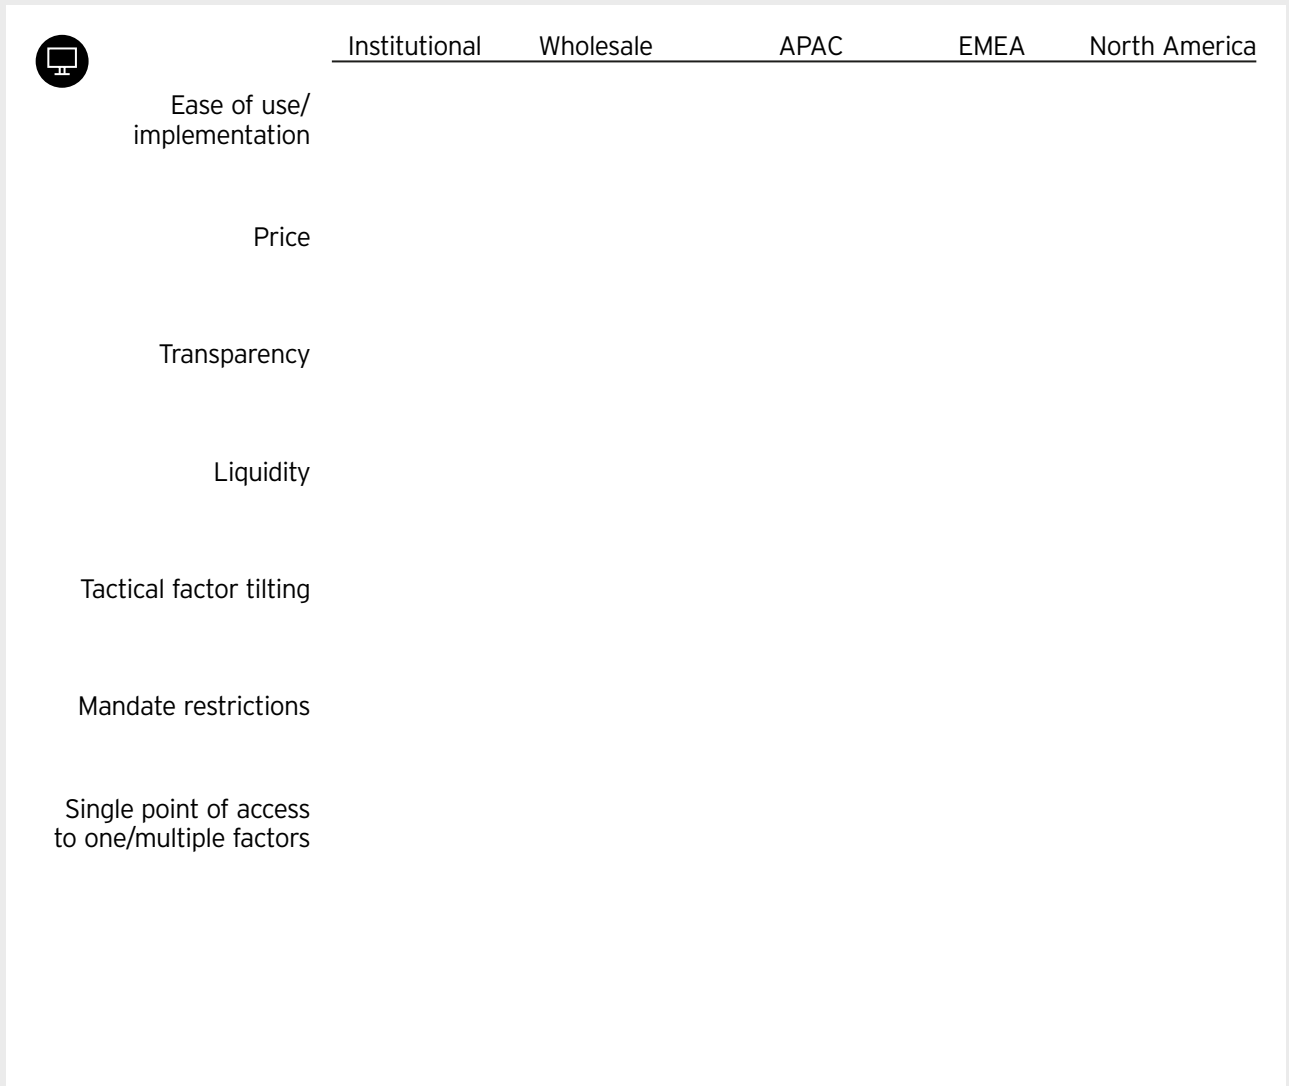 Institutional Wholesale APAC EMEA North America
Ease of use/
implementation
Price
Transparency
Liquidity
Tactical factor tilting
Mandate restrictions
Single point of access
to one/multiple factors